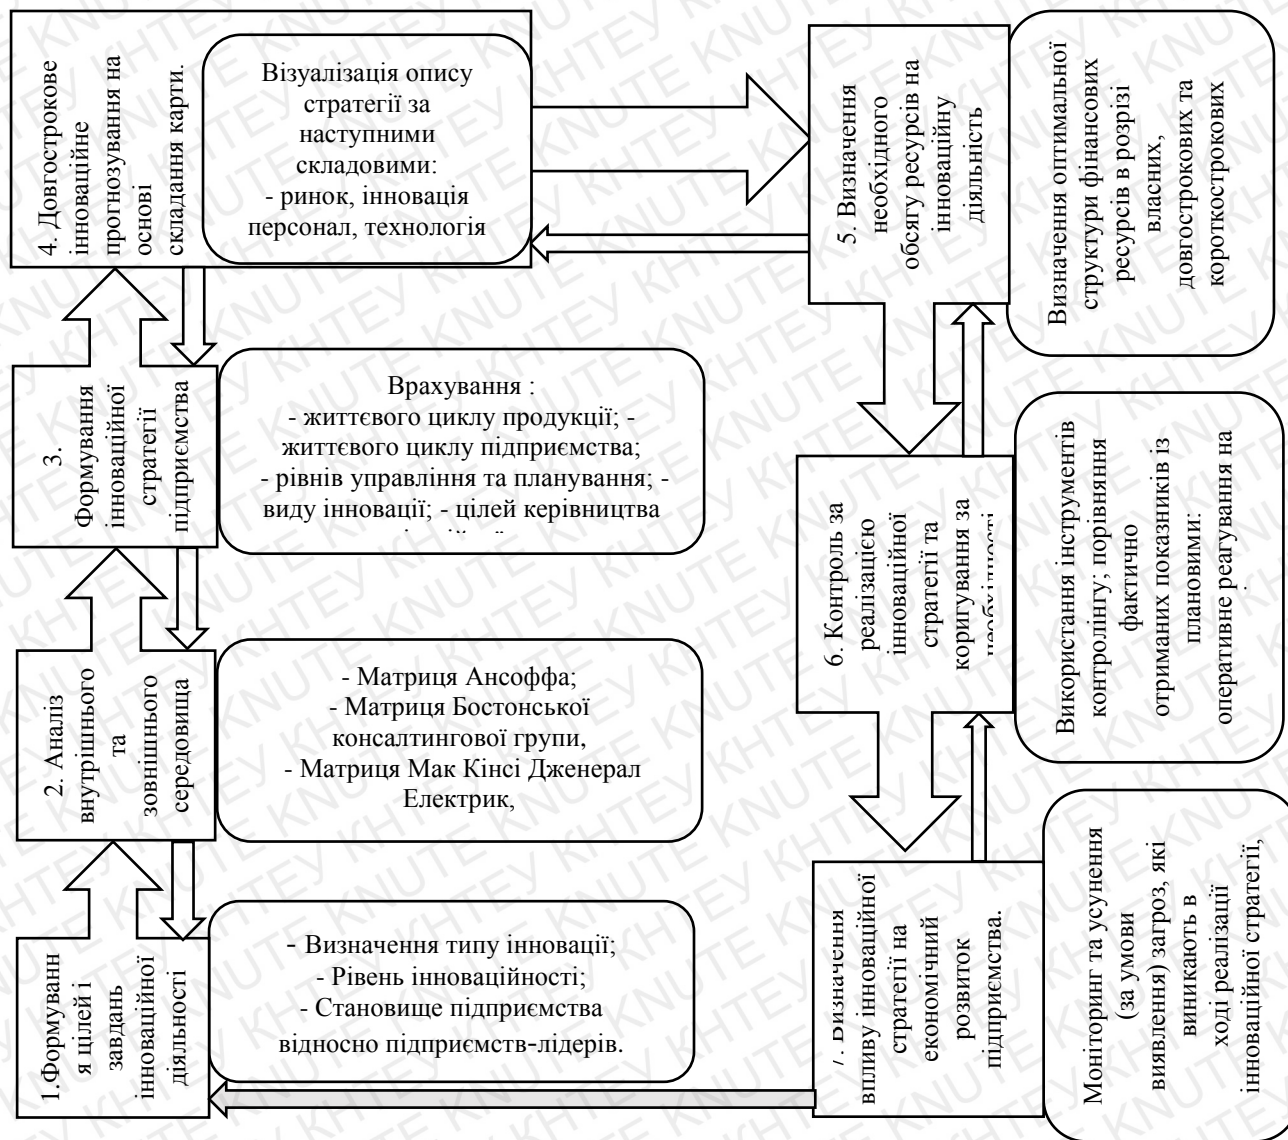 1.Формуванн
я цілей і
завдань
інноваційної
діяльності
- Визначення типу інновації;
- Рівень інноваційності;
- Становище підприємства
відносно підприємств-лідерів.
2. Аналіз
внутрішнього
та
зовнішнього
середовища
- Матриця Ансоффа;
- Матриця Бостонської
консалтингової групи,
- Матриця Мак Кінсі Дженерал
Електрик,
3.
Формування
інноваційної
стратегії
підприємства
Врахування :
- життєвого циклу продукції; -
життєвого циклу підприємства;
- рівнів управління та планування; -
виду інновації; - цілей керівництва
4. Довгострокове
інноваційне
прогнозування на
основі
складання карти.
Візуалізація опису
стратегії за
наступними
складовими:
- ринок, інновація
персонал, технологія
5. Визначення
необхідного
обсягу ресурсів на
інноваційну
діяльність
Визначення оптимальної
структури фінансових
ресурсів в розрізі
власних,
довгострокових та
короткострокових
6. Контроль за
реалізацією
інноваційної
стратегії та
коригування за
необхідності
Використання інструментів
контролінгу; порівняння
фактично
отриманих показників із
плановими:
оперативне реагування на
7. Визначення
впливу інноваційної
стратегії на
економічний
розвиток
підприємства.
Моніторинг та усунення
(за умови
виявлення) загроз, які
виникають в
ході реалізації
інноваційної стратегії,